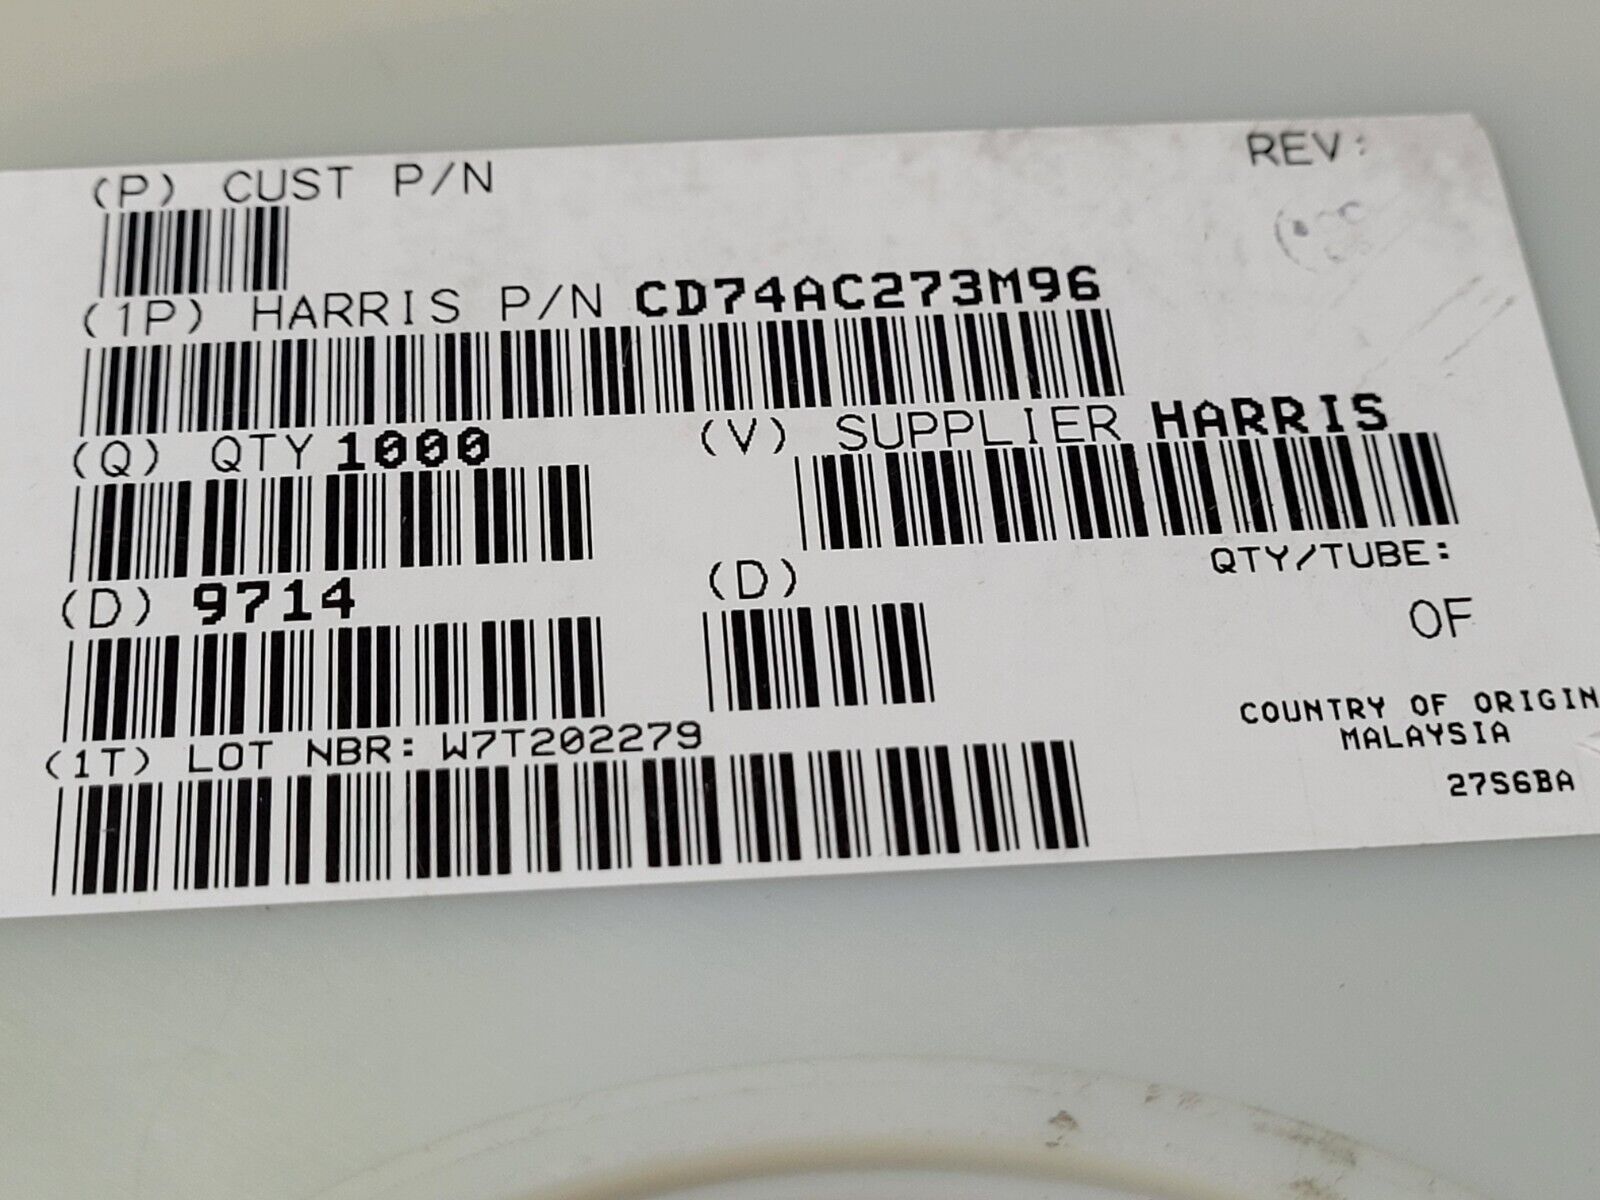 (P) CUST P/N
REV:
(1P) HARRIS P/N CD74AC273M96
(Q) QTY 1000
(V) SUPPLIER HARRIS
(D) 9714
(D)
QTY/TUBE:
OF
(1T) LOT NBR: W7T202279
COUNTRY OF ORIGIN
MALAYSIA
27S6BA